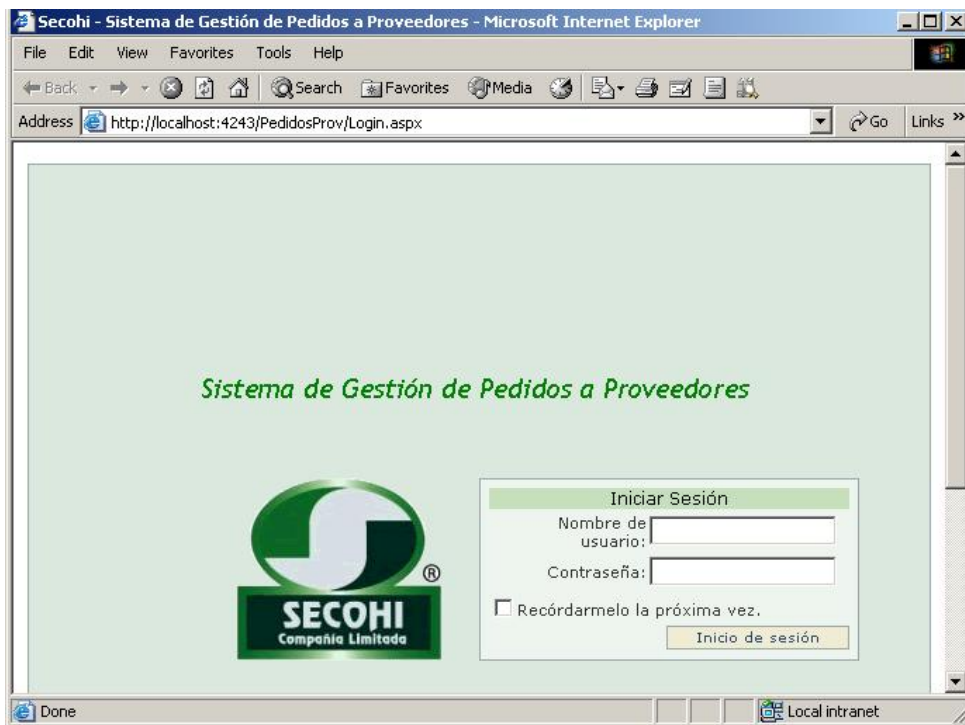 Secohi - Sistema de Gestión de Pedidos a Proveedores - Microsoft Internet Explorer
File Edit View Favorites Tools Help
Back Search Favorites Media
Address http://localhost:4243/PedidosProv/Login.aspx Go Links »
Sistema de Gestión de Pedidos a Proveedores
Iniciar Sesión
Nombre de
usuario:
Contraseña:
Recórdarmelo la próxima vez.
Inicio de sesión
®
SECOHI
Compañía Limitada
Done Local intranet